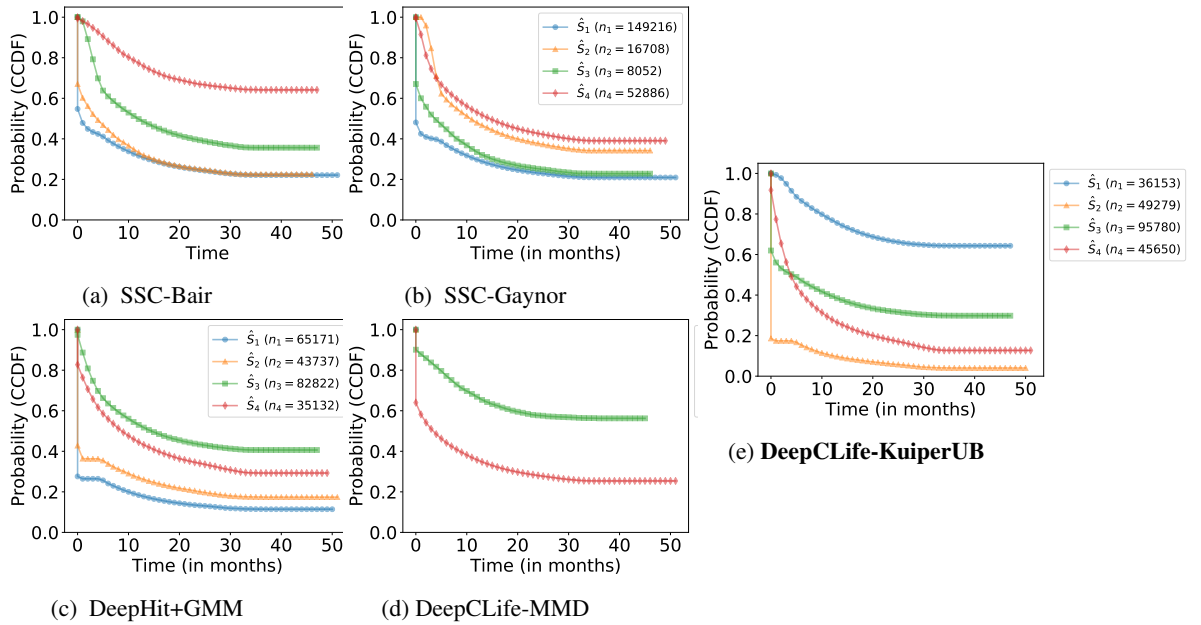 Probability (CCDF)
1.0
0.8
0.6
0.4
0.2
0.0
0 10 20 30 40 50
Time
(a) SSC-Bair
Probability (CCDF)
1.0
0.8
0.6
0.4
0.2
0.0
Ŝ₁ (n₁ = 149216)
Ŝ₂ (n₂ = 16708)
Ŝ₃ (n₃ = 8052)
Ŝ₄ (n₄ = 52886)
0 10 20 30 40 50
Time (in months)
(b) SSC-Gaynor
Probability (CCDF)
1.0
0.8
0.6
0.4
0.2
0.0
Ŝ₁ (n₁ = 65171)
Ŝ₂ (n₂ = 43737)
Ŝ₃ (n₃ = 82822)
Ŝ₄ (n₄ = 35132)
0 10 20 30 40 50
Time (in months)
(c) DeepHit+GMM
Probability (CCDF)
1.0
0.8
0.6
0.4
0.2
0.0
0 10 20 30 40 50
Time (in months)
(d) DeepCLife-MMD
Probability (CCDF)
1.0
0.8
0.6
0.4
0.2
0.0
Ŝ₁ (n₁ = 36153)
Ŝ₂ (n₂ = 49279)
Ŝ₃ (n₃ = 95780)
Ŝ₄ (n₄ = 45650)
0 10 20 30 40 50
Time (in months)
(e) DeepCLife-KuiperUB